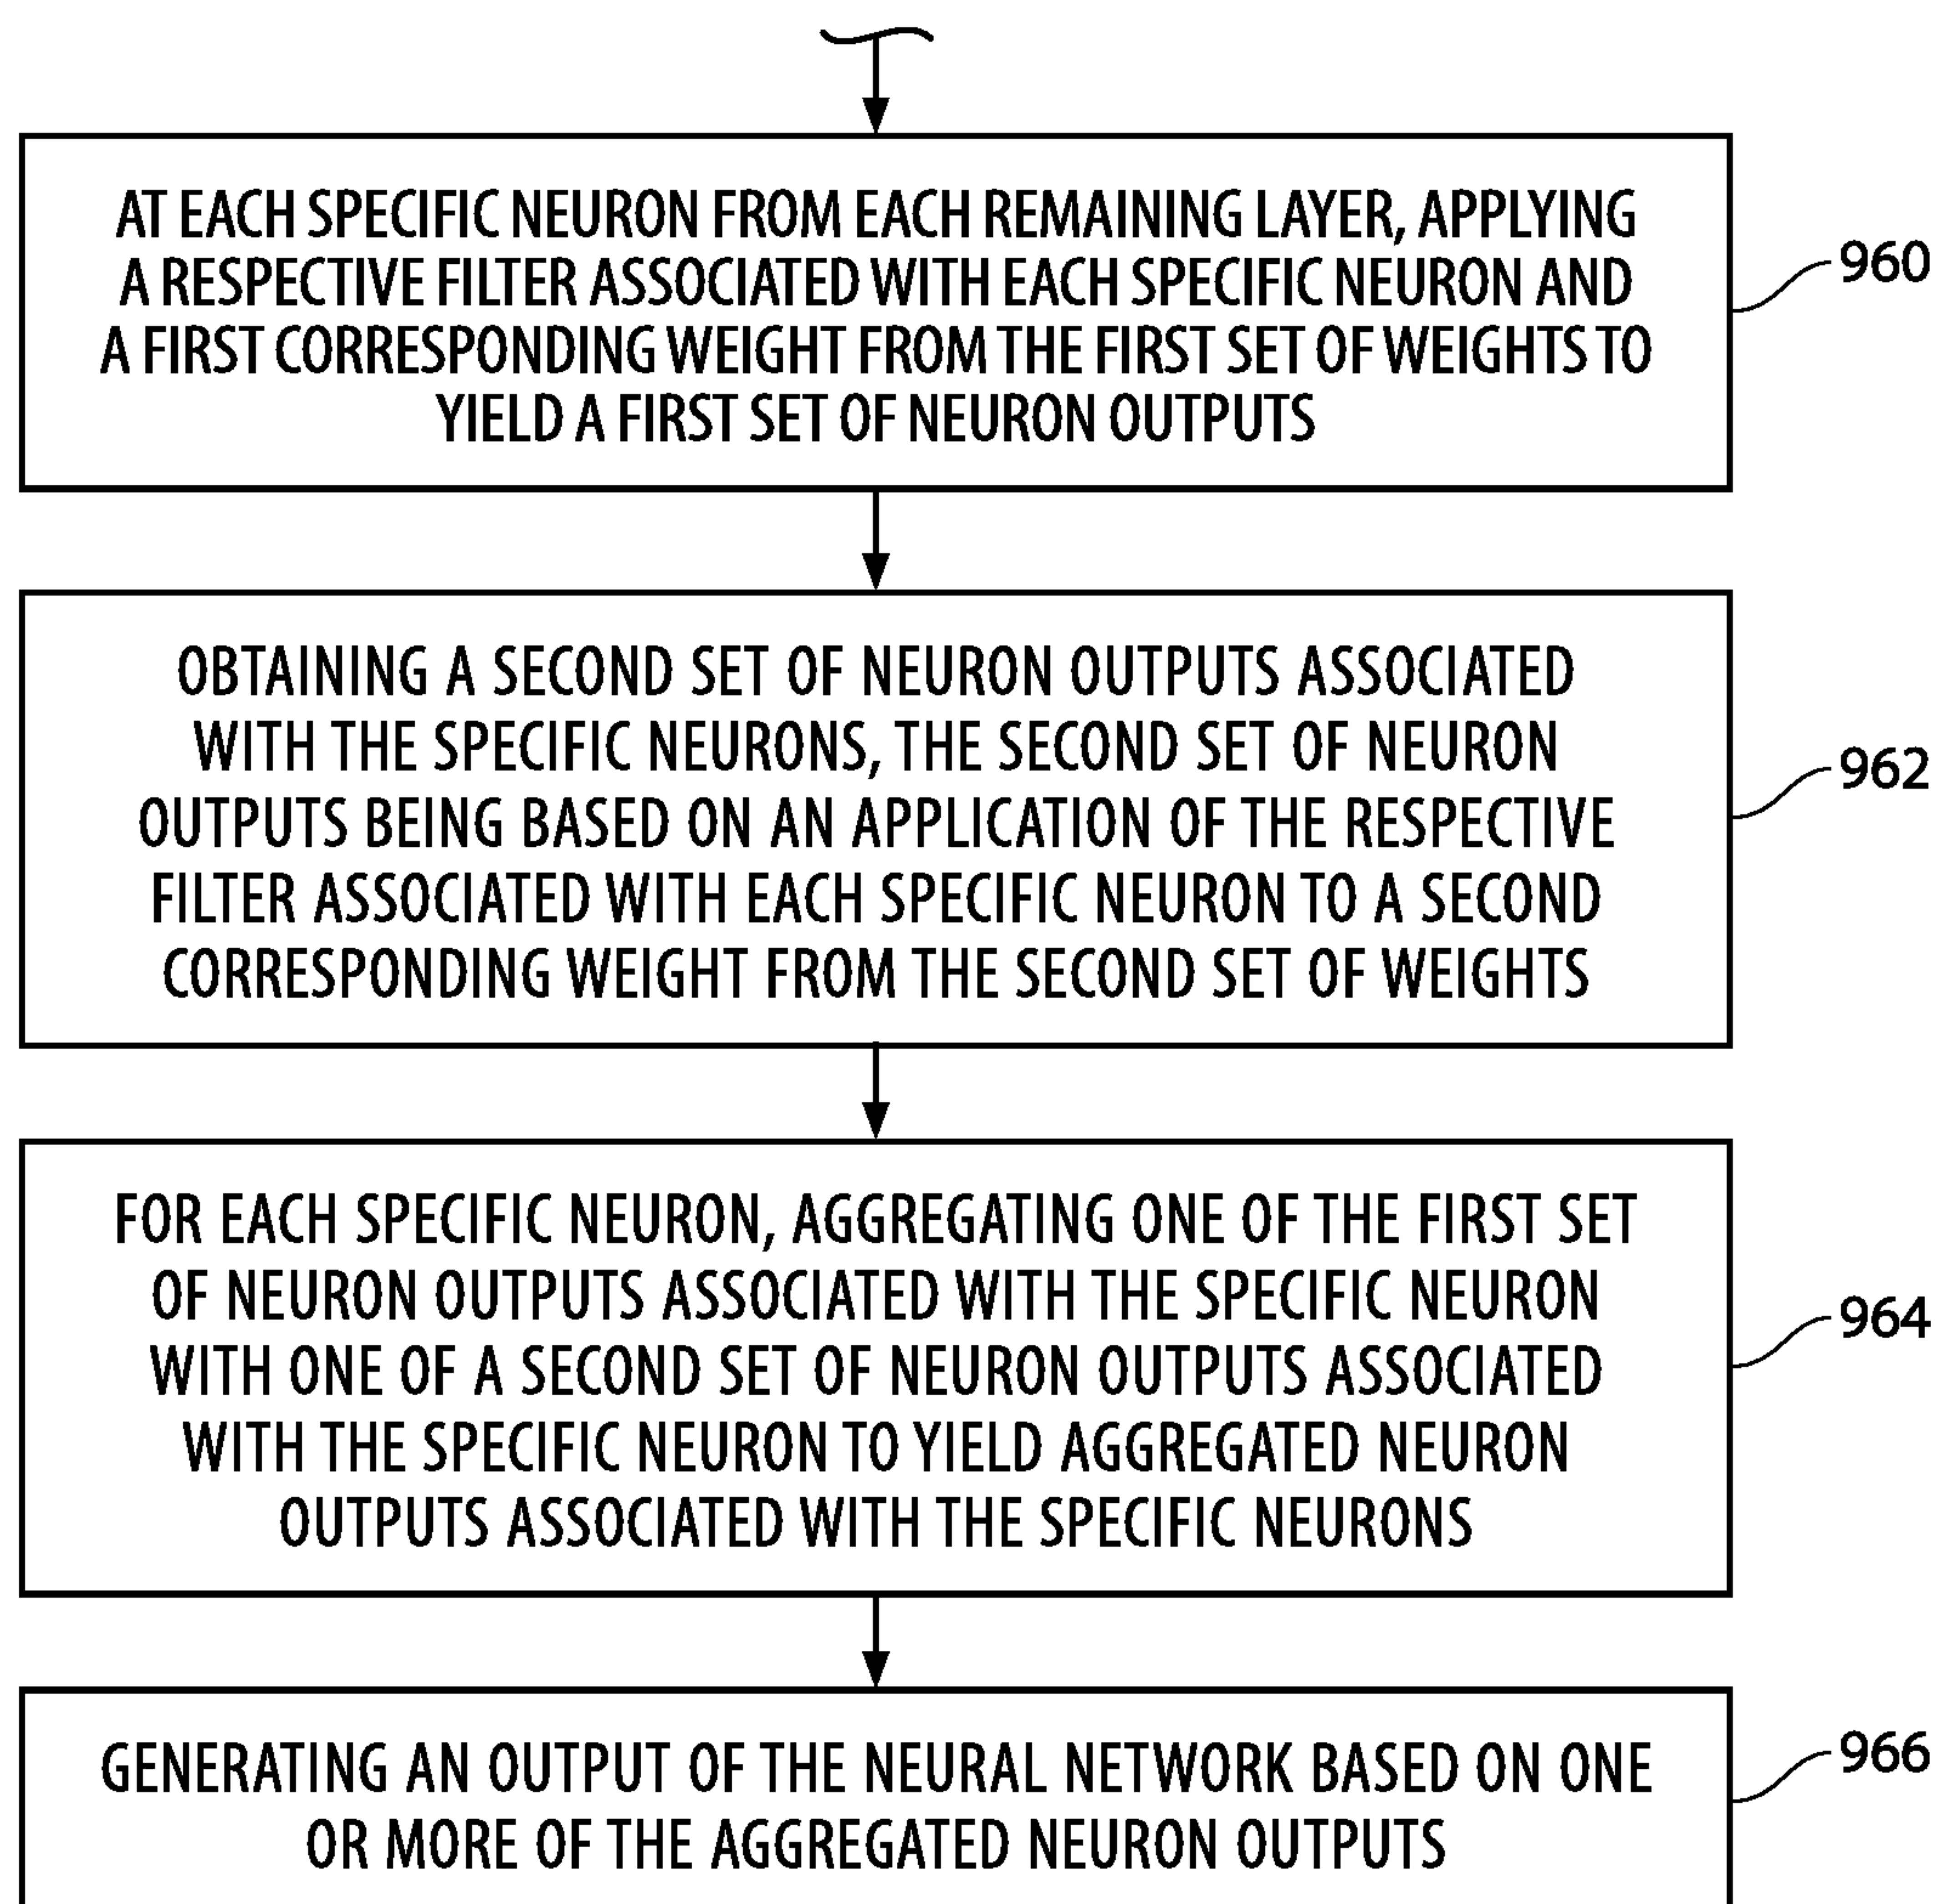 AT EACH SPECIFIC NEURON FROM EACH REMAINING LAYER, APPLYING
A RESPECTIVE FILTER ASSOCIATED WITH EACH SPECIFIC NEURON AND
A FIRST CORRESPONDING WEIGHT FROM THE FIRST SET OF WEIGHTS TO
YIELD A FIRST SET OF NEURON OUTPUTS
960
OBTAINING A SECOND SET OF NEURON OUTPUTS ASSOCIATED
WITH THE SPECIFIC NEURONS, THE SECOND SET OF NEURON
OUTPUTS BEING BASED ON AN APPLICATION OF THE RESPECTIVE
FILTER ASSOCIATED WITH EACH SPECIFIC NEURON TO A SECOND
CORRESPONDING WEIGHT FROM THE SECOND SET OF WEIGHTS
962
FOR EACH SPECIFIC NEURON, AGGREGATING ONE OF THE FIRST SET
OF NEURON OUTPUTS ASSOCIATED WITH THE SPECIFIC NEURON
WITH ONE OF A SECOND SET OF NEURON OUTPUTS ASSOCIATED
WITH THE SPECIFIC NEURON TO YIELD AGGREGATED NEURON
OUTPUTS ASSOCIATED WITH THE SPECIFIC NEURONS
964
GENERATING AN OUTPUT OF THE NEURAL NETWORK BASED ON ONE
OR MORE OF THE AGGREGATED NEURON OUTPUTS
966